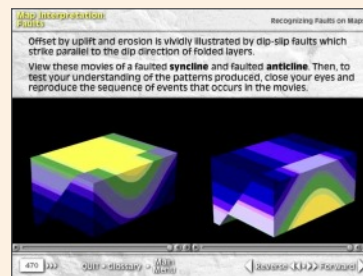 Map Interpretation:
Faults
Recognizing Faults on Maps
Offset by uplift and erosion is vividly illustrated by dip-slip faults which
strike parallel to the dip direction of folded layers.
View these movies of a faulted syncline and faulted anticline. Then, to
test your understanding of the patterns produced, close your eyes and
reproduce the sequence of events that occurs in the movies.
470 Quit • Glossary • Main Menu Reverse Forward